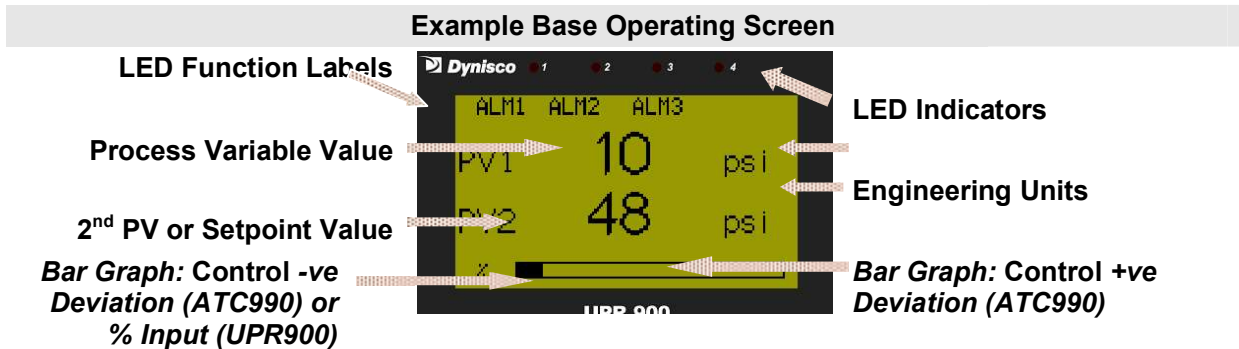 Example Base Operating Screen
LED Function Labels
Dynisco 1 2 3 4
LED Indicators
ALM1 ALM2 ALM3
Process Variable Value
PV1 10 psi
Engineering Units
2nd PV or Setpoint Value
PV2 48 psi
Bar Graph: Control -ve
Deviation (ATC990) or
% Input (UPR900)
%
Bar Graph: Control +ve
Deviation (ATC990)
UPR 900